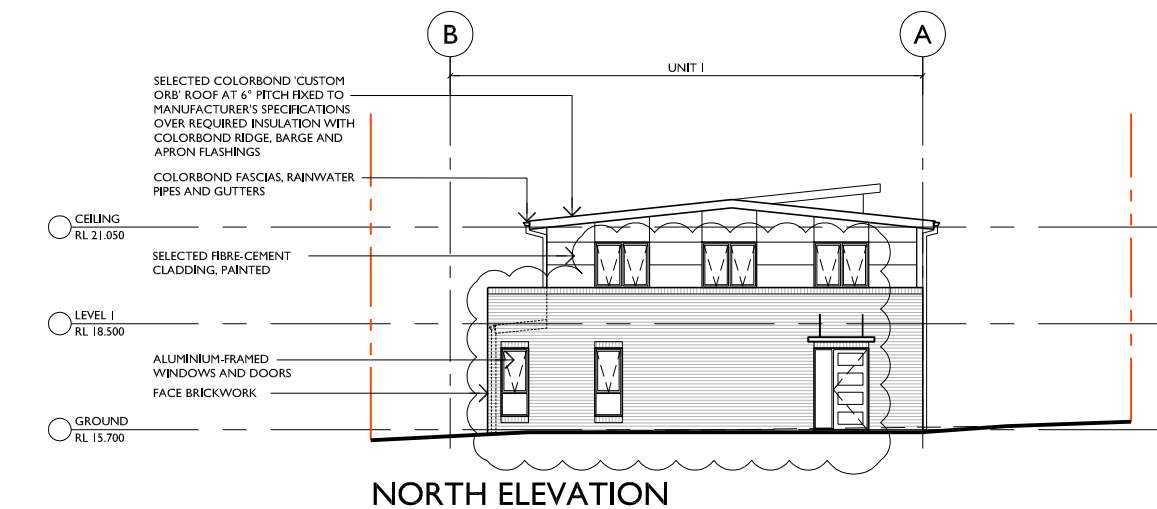 B
A
UNIT 1
SELECTED COLORBOND 'CUSTOM
ORB' ROOF AT 6° PITCH FIXED TO
MANUFACTURER'S SPECIFICATIONS
OVER REQUIRED INSULATION WITH
COLORBOND RIDGE, BARGE AND
APRON FLASHINGS
COLORBOND FASCIAS, RAINWATER
PIPES AND GUTTERS
CEILING
RL 21.050
SELECTED FIBRE-CEMENT
CLADDING, PAINTED
LEVEL 1
RL 18.500
ALUMINIUM-FRAMED
WINDOWS AND DOORS
FACE BRICKWORK
GROUND
RL 15.700
NORTH ELEVATION